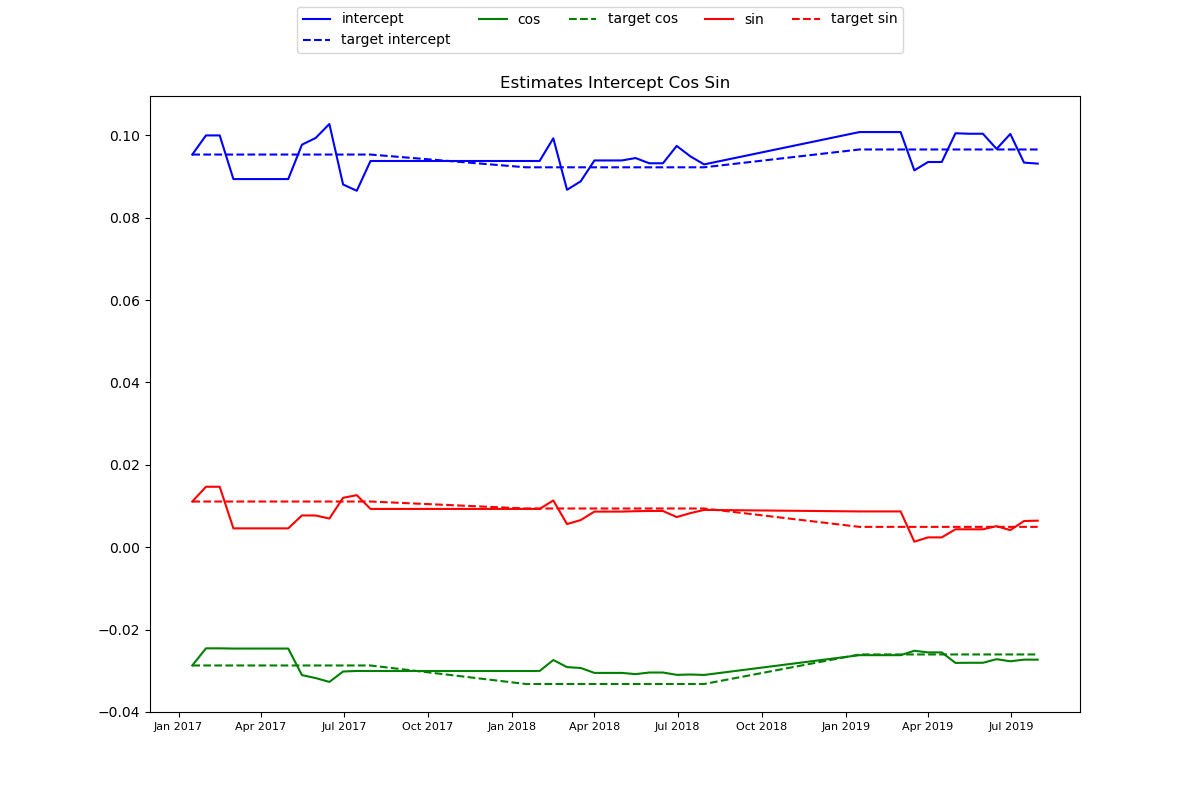 intercept cos target cos sin target sin
target intercept
Estimates Intercept Cos Sin
0.10
0.08
0.06
0.04
0.02
0.00
−0.02
−0.04
Jan 2017 Apr 2017 Jul 2017 Oct 2017 Jan 2018 Apr 2018 Jul 2018 Oct 2018 Jan 2019 Apr 2019 Jul 2019